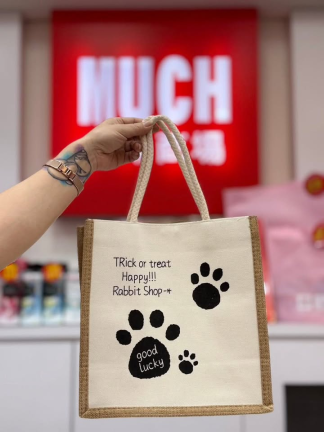 MUCH
TRick or treat
Happy!!!
Rabbit Shop
good
lucky